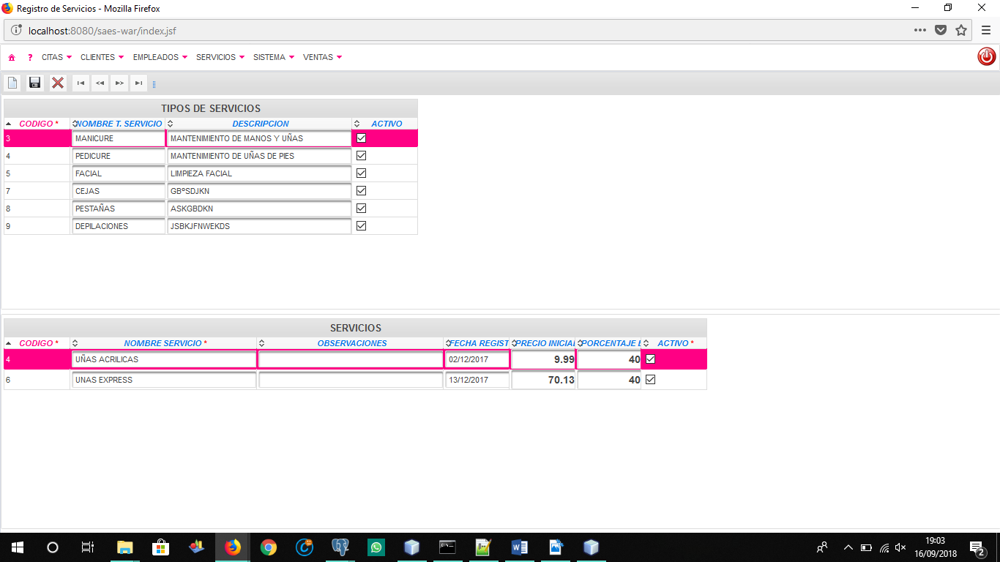 Registro de Servicios - Mozilla Firefox
localhost:8080/saes-war/index.jsf
? CITAS CLIENTES EMPLEADOS SERVICIOS SISTEMA VENTAS
TIPOS DE SERVICIOS
CODIGO * NOMBRE T. SERVICIO DESCRIPCION ACTIVO
3 MANICURE MANTENIMIENTO DE MANOS Y UÑAS
4 PEDICURE MANTENIMIENTO DE UÑAS DE PIES
5 FACIAL LIMPIEZA FACIAL
7 CEJAS GBºSDJKN
8 PESTAÑAS ASKGBDKN
9 DEPILACIONES JSBKJFNWEKDS
SERVICIOS
CODIGO * NOMBRE SERVICIO * OBSERVACIONES FECHA REGIST PRECIO INICIAL PORCENTAJE E ACTIVO *
4 UÑAS ACRILICAS 02/12/2017 9.99 40
6 UNAS EXPRESS 13/12/2017 70.13 40
19:03
16/09/2018
2